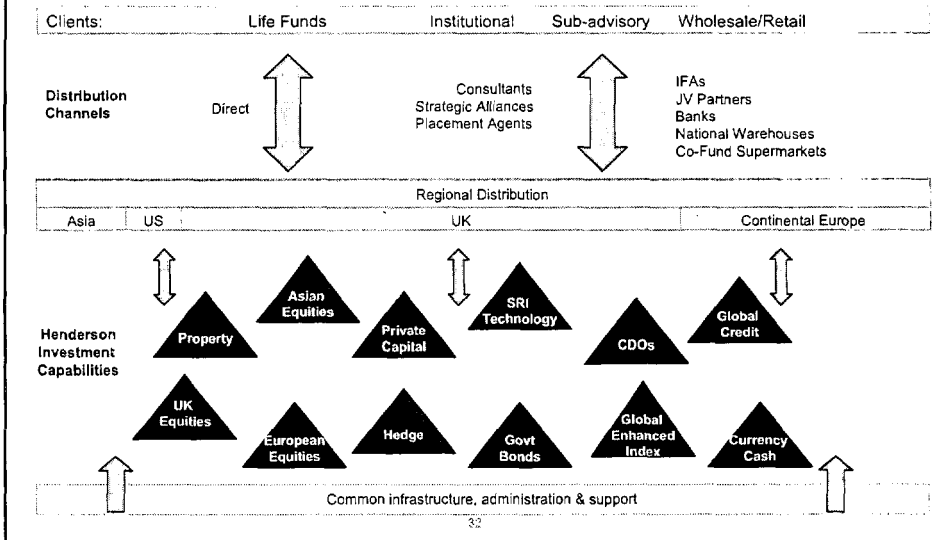 Clients: Life Funds Institutional Sub-advisory Wholesale/Retail
Distribution
Channels
Direct
Consultants
Strategic Alliances
Placement Agents
IFAs
JV Partners
Banks
National Warehouses
Co-Fund Supermarkets
Regional Distribution
Asia US UK Continental Europe
Henderson
Investment
Capabilities
Property
Asian
Equities
Private
Capital
SRI
Technology
CDOs
Global
Credit
UK
Equities
European
Equities
Hedge
Govt
Bonds
Global
Enhanced
Index
Currency
Cash
Common infrastructure, administration & support
32